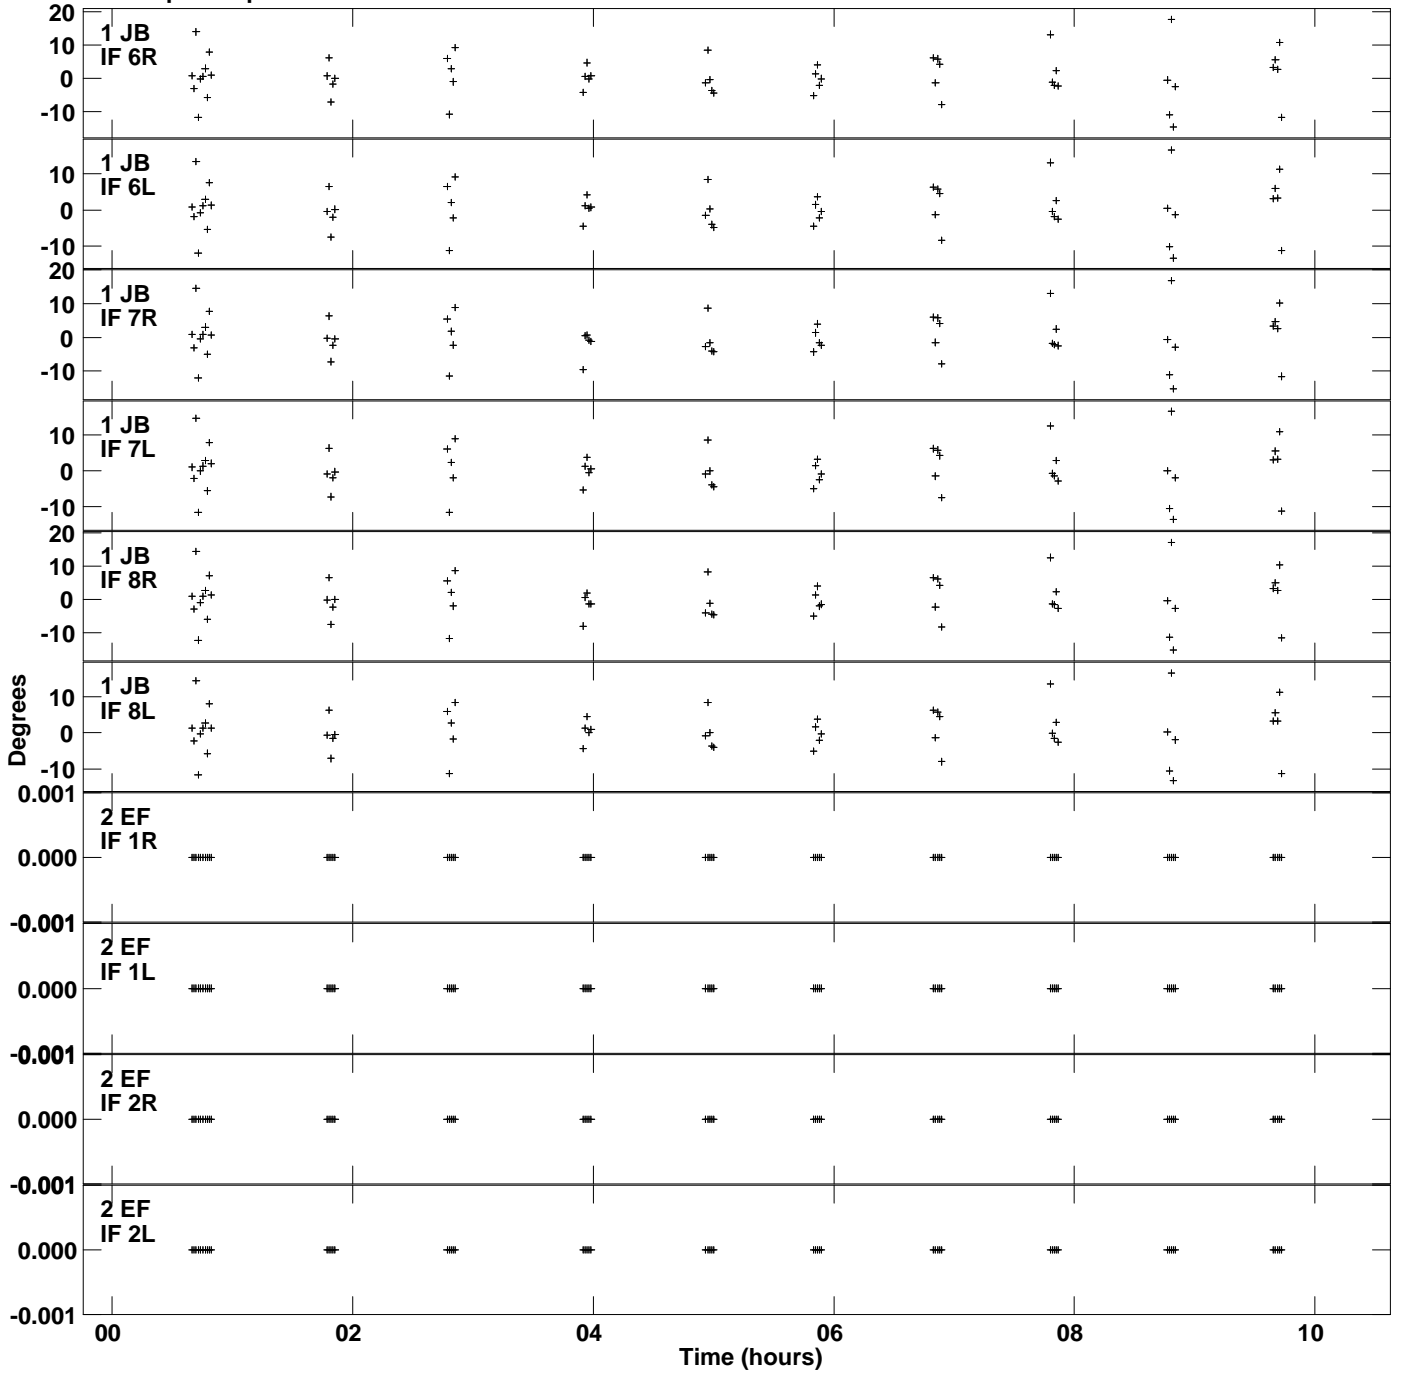 20
10
0
-10
1 JB
IF 6R
10
0
-10
1 JB
IF 6L
20
10
0
-10
1 JB
IF 7R
10
0
-10
1 JB
IF 7L
20
10
0
-10
1 JB
IF 8R
10
0
-10
1 JB
IF 8L
Degrees
0.001
0.000
-0.001
2 EF
IF 1R
0.000
-0.001
2 EF
IF 1L
0.000
-0.001
2 EF
IF 2R
0.000
-0.001
2 EF
IF 2L
00 02 04 06 08 10
Time (hours)